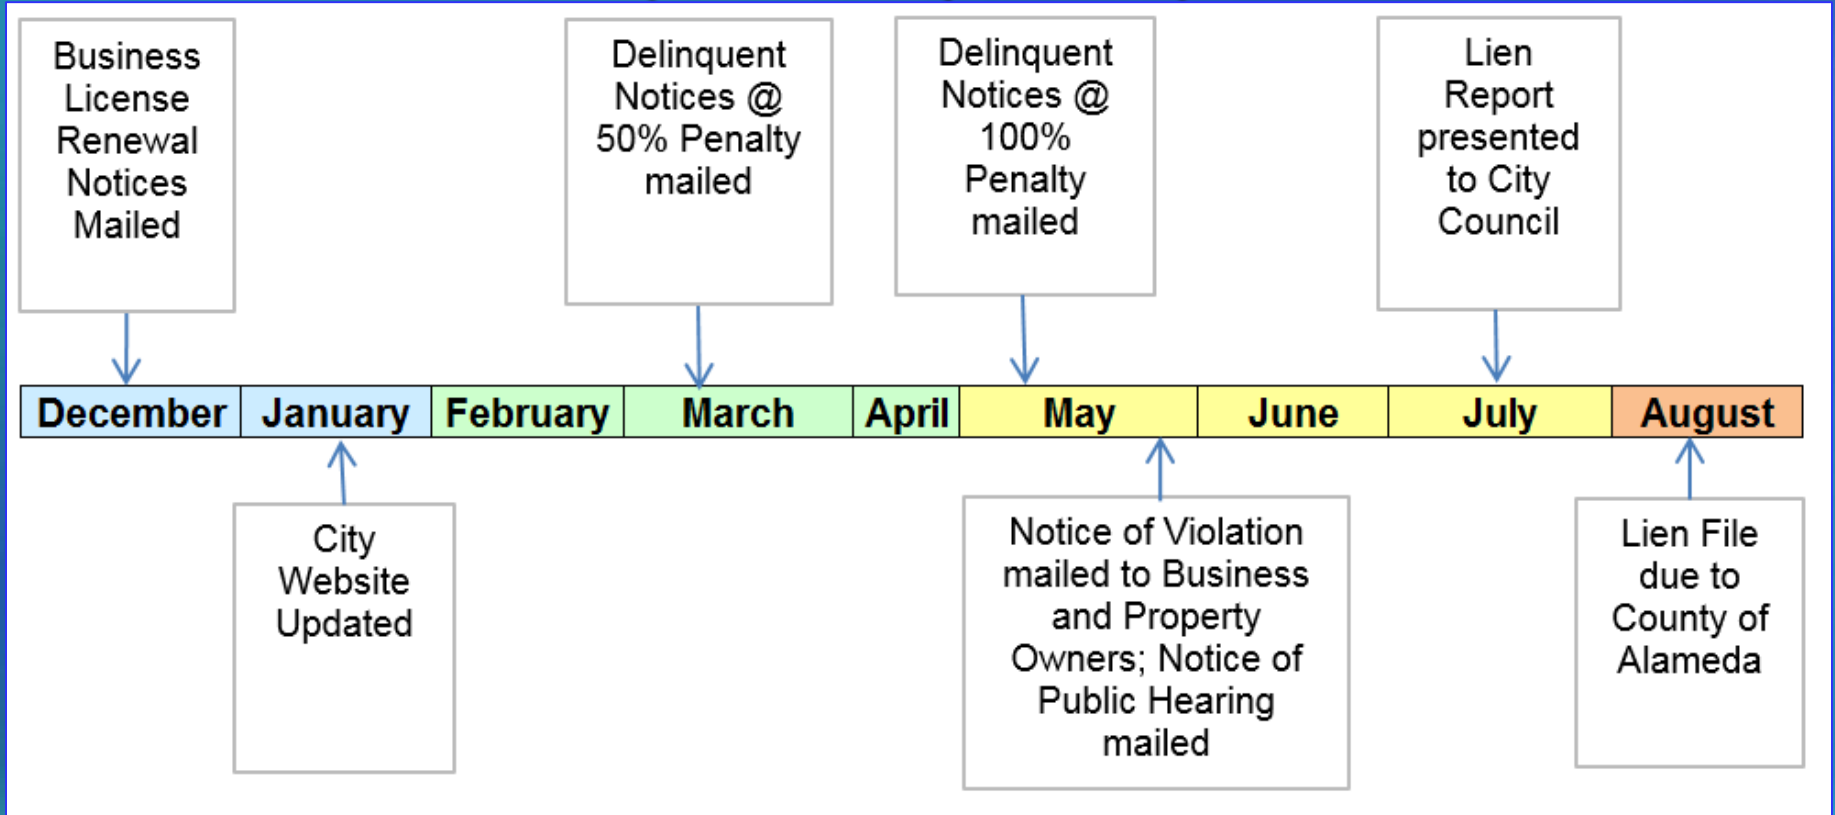 Business
License
Renewal
Notices
Mailed
Delinquent
Notices @
50% Penalty
mailed
Delinquent
Notices @
100%
Penalty
mailed
Lien
Report
presented
to City
Council
December January February March April May June July August
City
Website
Updated
Notice of Violation
mailed to Business
and Property
Owners; Notice of
Public Hearing
mailed
Lien File
due to
County of
Alameda